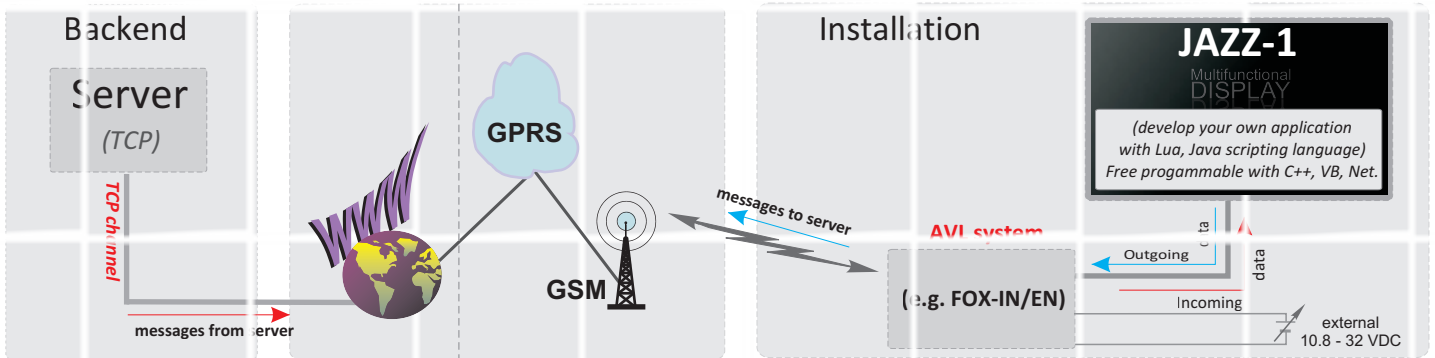 Backend
Server
(TCP)
TCP channel
messages from server
WWW
GPRS
GSM
messages to server
Installation
AVL system
(e.g. FOX-IN/EN)
JAZZ-1
Multifunctional
DISPLAY
(develop your own application
with Lua, Java scripting language)
Free progammable with C++, VB, Net.
Outgoing
data
Incoming
data
external
10.8 - 32 VDC